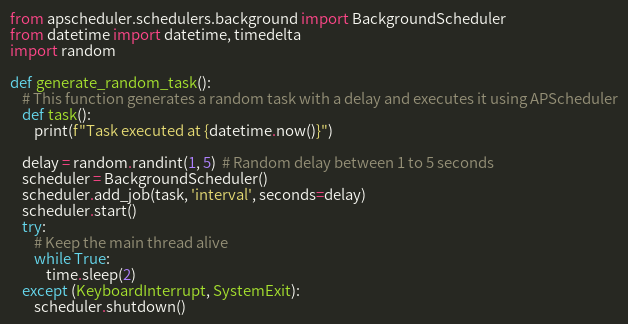 from apscheduler.schedulers.background import BackgroundScheduler
from datetime import datetime, timedelta
import random

def generate_random_task():
    # This function generates a random task with a delay and executes it using APScheduler
    def task():
        print(f"Task executed at {datetime.now()}")

    delay = random.randint(1, 5)  # Random delay between 1 to 5 seconds
    scheduler = BackgroundScheduler()
    scheduler.add_job(task, 'interval', seconds=delay)
    scheduler.start()
    try:
        # Keep the main thread alive
        while True:
            time.sleep(2)
    except (KeyboardInterrupt, SystemExit):
        scheduler.shutdown()